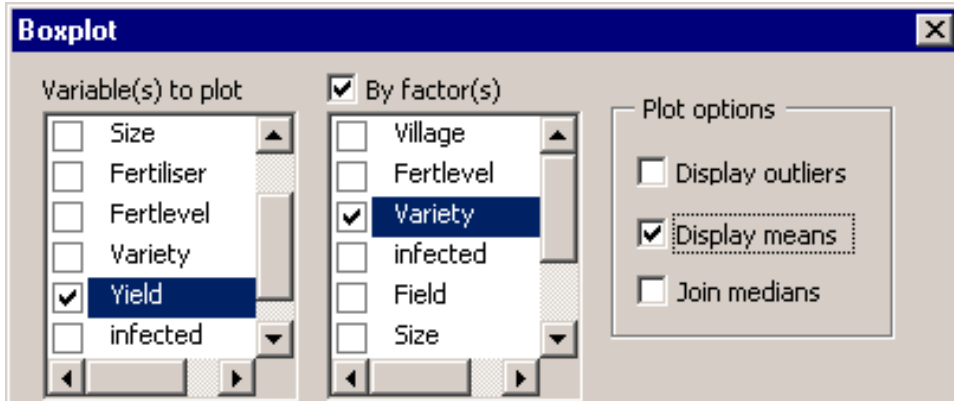 Boxplot
Variable(s) to plot
Size
Fertiliser
Fertlevel
Variety
Yield
infected
By factor(s)
Village
Fertlevel
Variety
infected
Field
Size
Plot options
Display outliers
Display means
Join medians